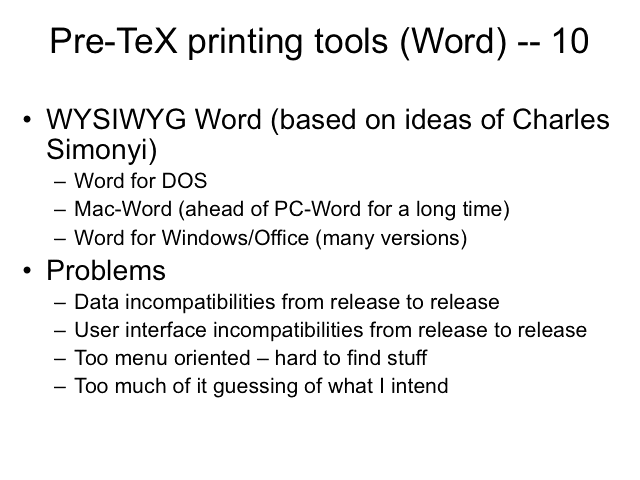 Pre-TeX printing tools (Word) -- 10
• WYSIWYG Word (based on ideas of Charles
Simonyi)
– Word for DOS
– Mac-Word (ahead of PC-Word for a long time)
– Word for Windows/Office (many versions)
• Problems
– Data incompatibilities from release to release
– User interface incompatibilities from release to release
– Too menu oriented – hard to find stuff
– Too much of it guessing of what I intend